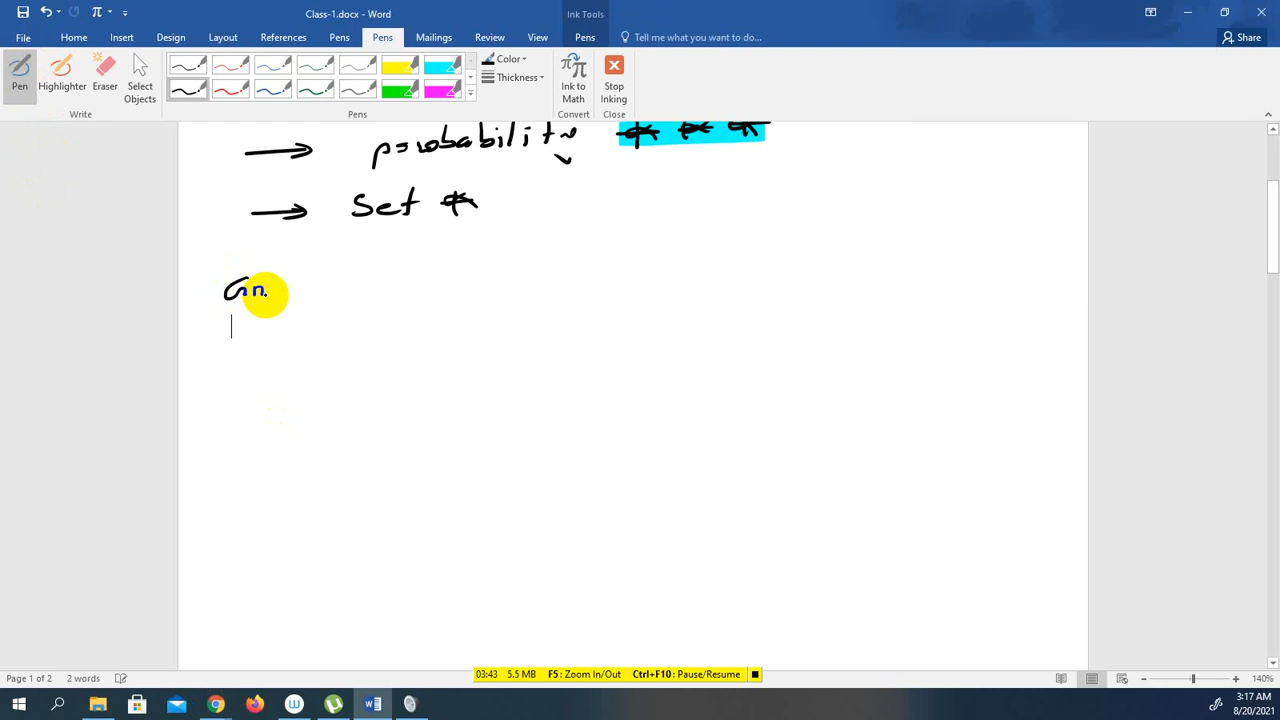 Class-1.docx - Word
Ink Tools
File Home Insert Design Layout References Pens Pens Mailings Review View Pens Tell me what you want to do... Share
Pen Highlighter Eraser Select Objects
Color Thickness
Ink to Math Stop Inking
Write Pens Convert Close
→ probability * * *
→ Set *
03:43 5.5 MB F5: Zoom In/Out Ctrl+F10: Pause/Resume
Page 1 of 2 2 words 140%
3:17 AM
8/20/2021